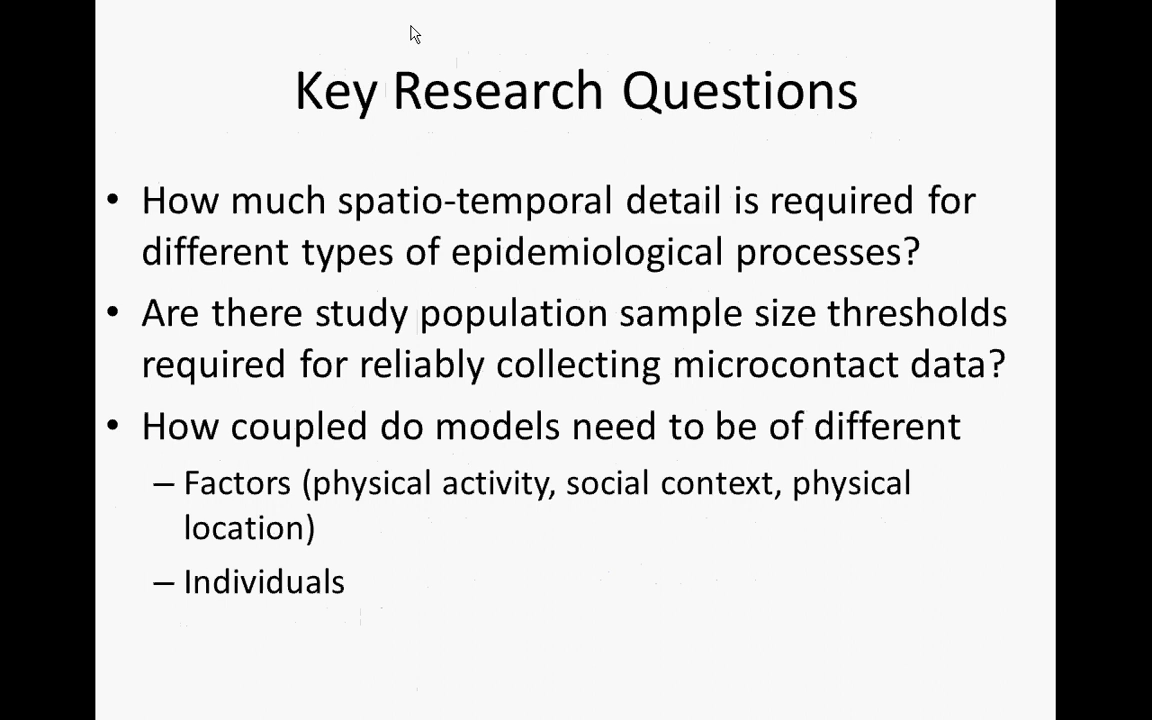 Key Research Questions
• How much spatio-temporal detail is required for
different types of epidemiological processes?
• Are there study population sample size thresholds
required for reliably collecting microcontact data?
• How coupled do models need to be of different
– Factors (physical activity, social context, physical
location)
– Individuals